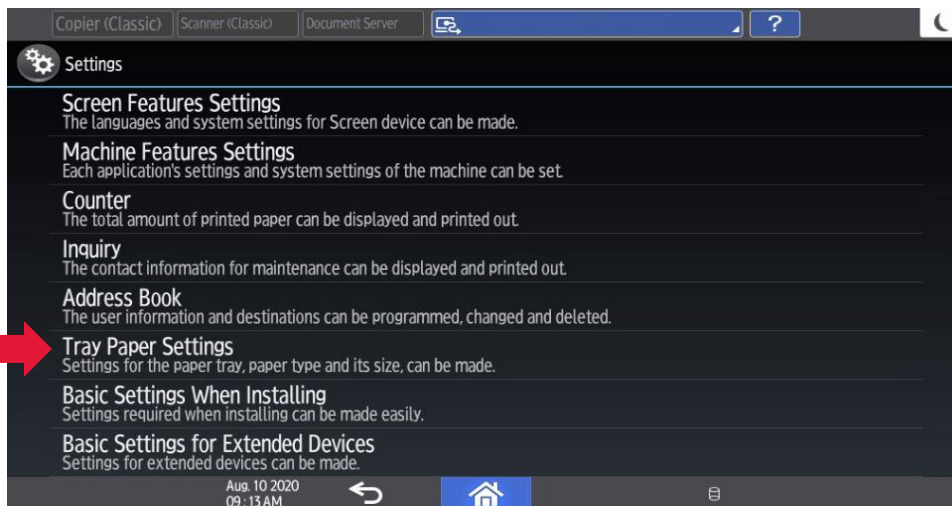 Copier (Classic) Scanner (Classic) Document Server ?
Settings
Screen Features Settings
The languages and system settings for Screen device can be made.
Machine Features Settings
Each application's settings and system settings of the machine can be set.
Counter
The total amount of printed paper can be displayed and printed out.
Inquiry
The contact information for maintenance can be displayed and printed out.
Address Book
The user information and destinations can be programmed, changed and deleted.
Tray Paper Settings
Settings for the paper tray, paper type and its size, can be made.
Basic Settings When Installing
Settings required when installing can be made easily.
Basic Settings for Extended Devices
Settings for extended devices can be made.
Aug. 10 2020
09:13 AM